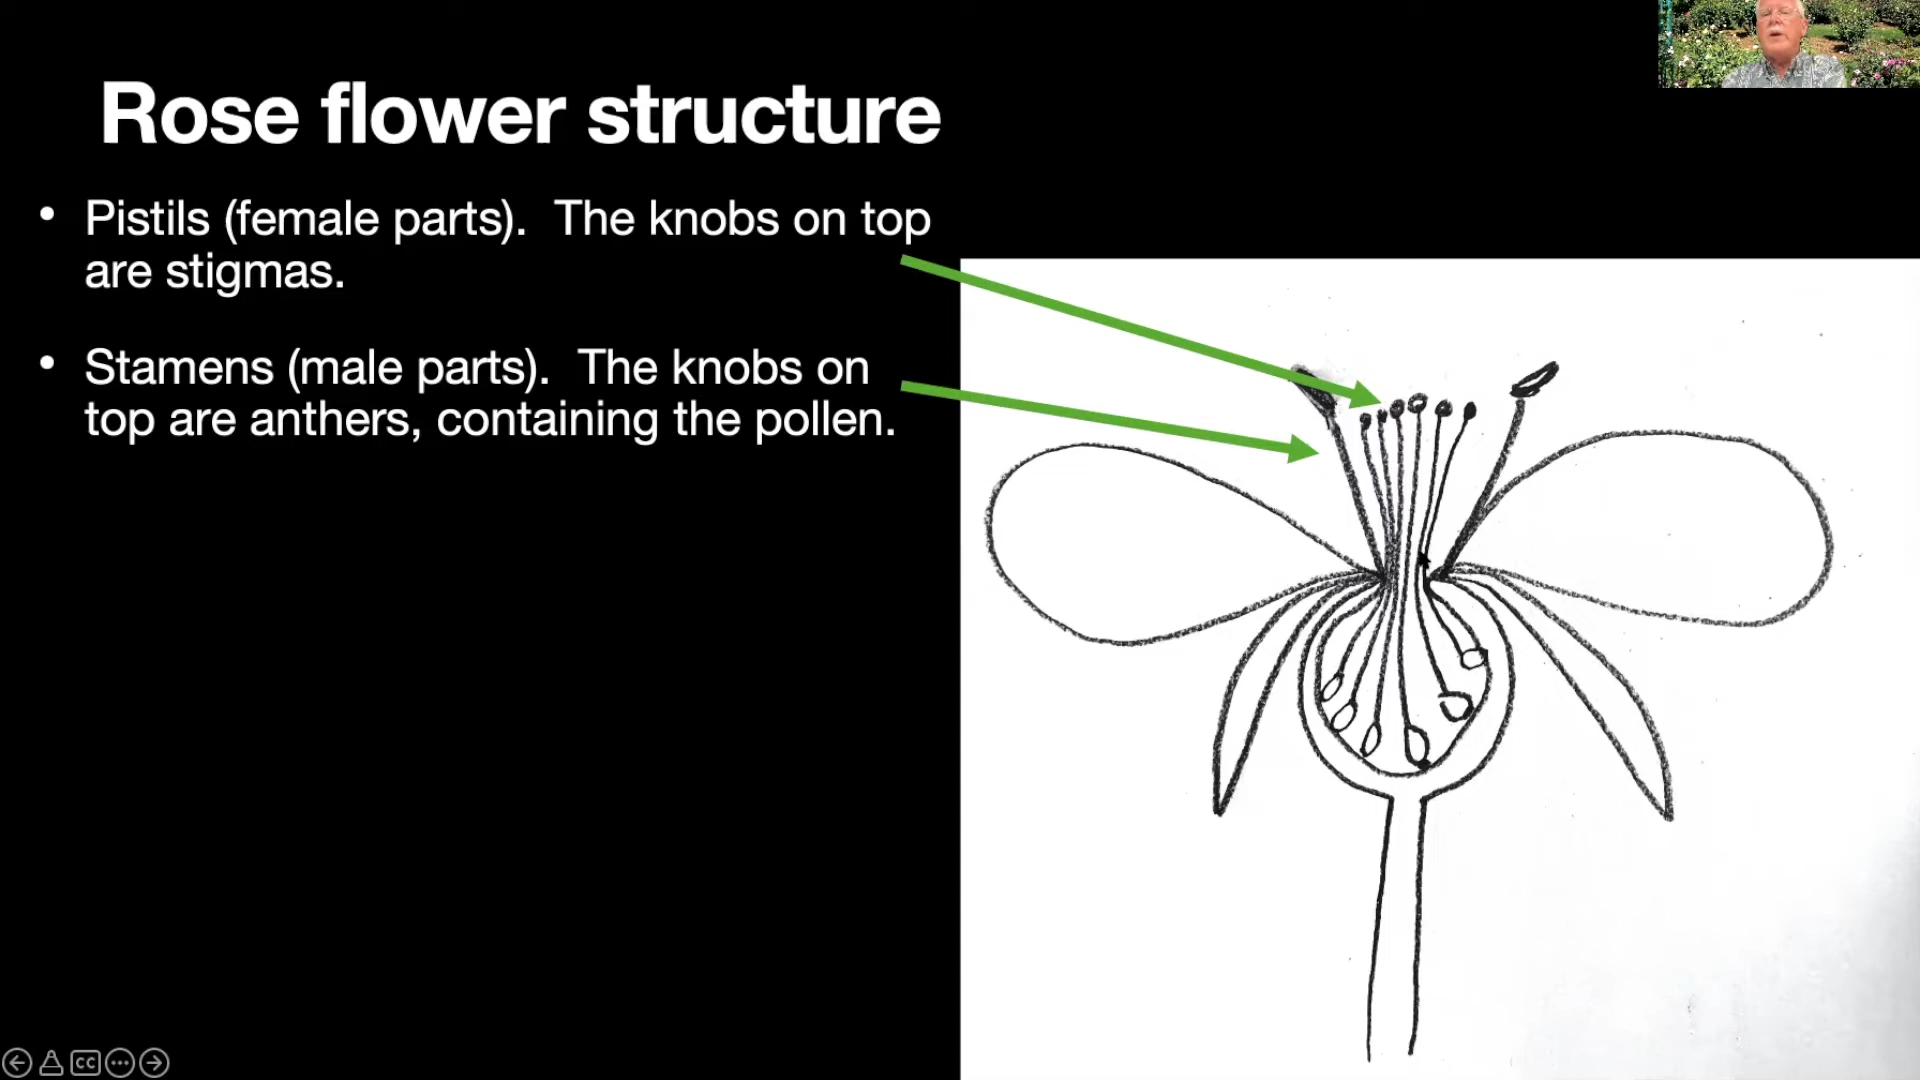 Rose flower structure
• Pistils (female parts).  The knobs on top
are stigmas.
• Stamens (male parts).  The knobs on
top are anthers, containing the pollen.
CC